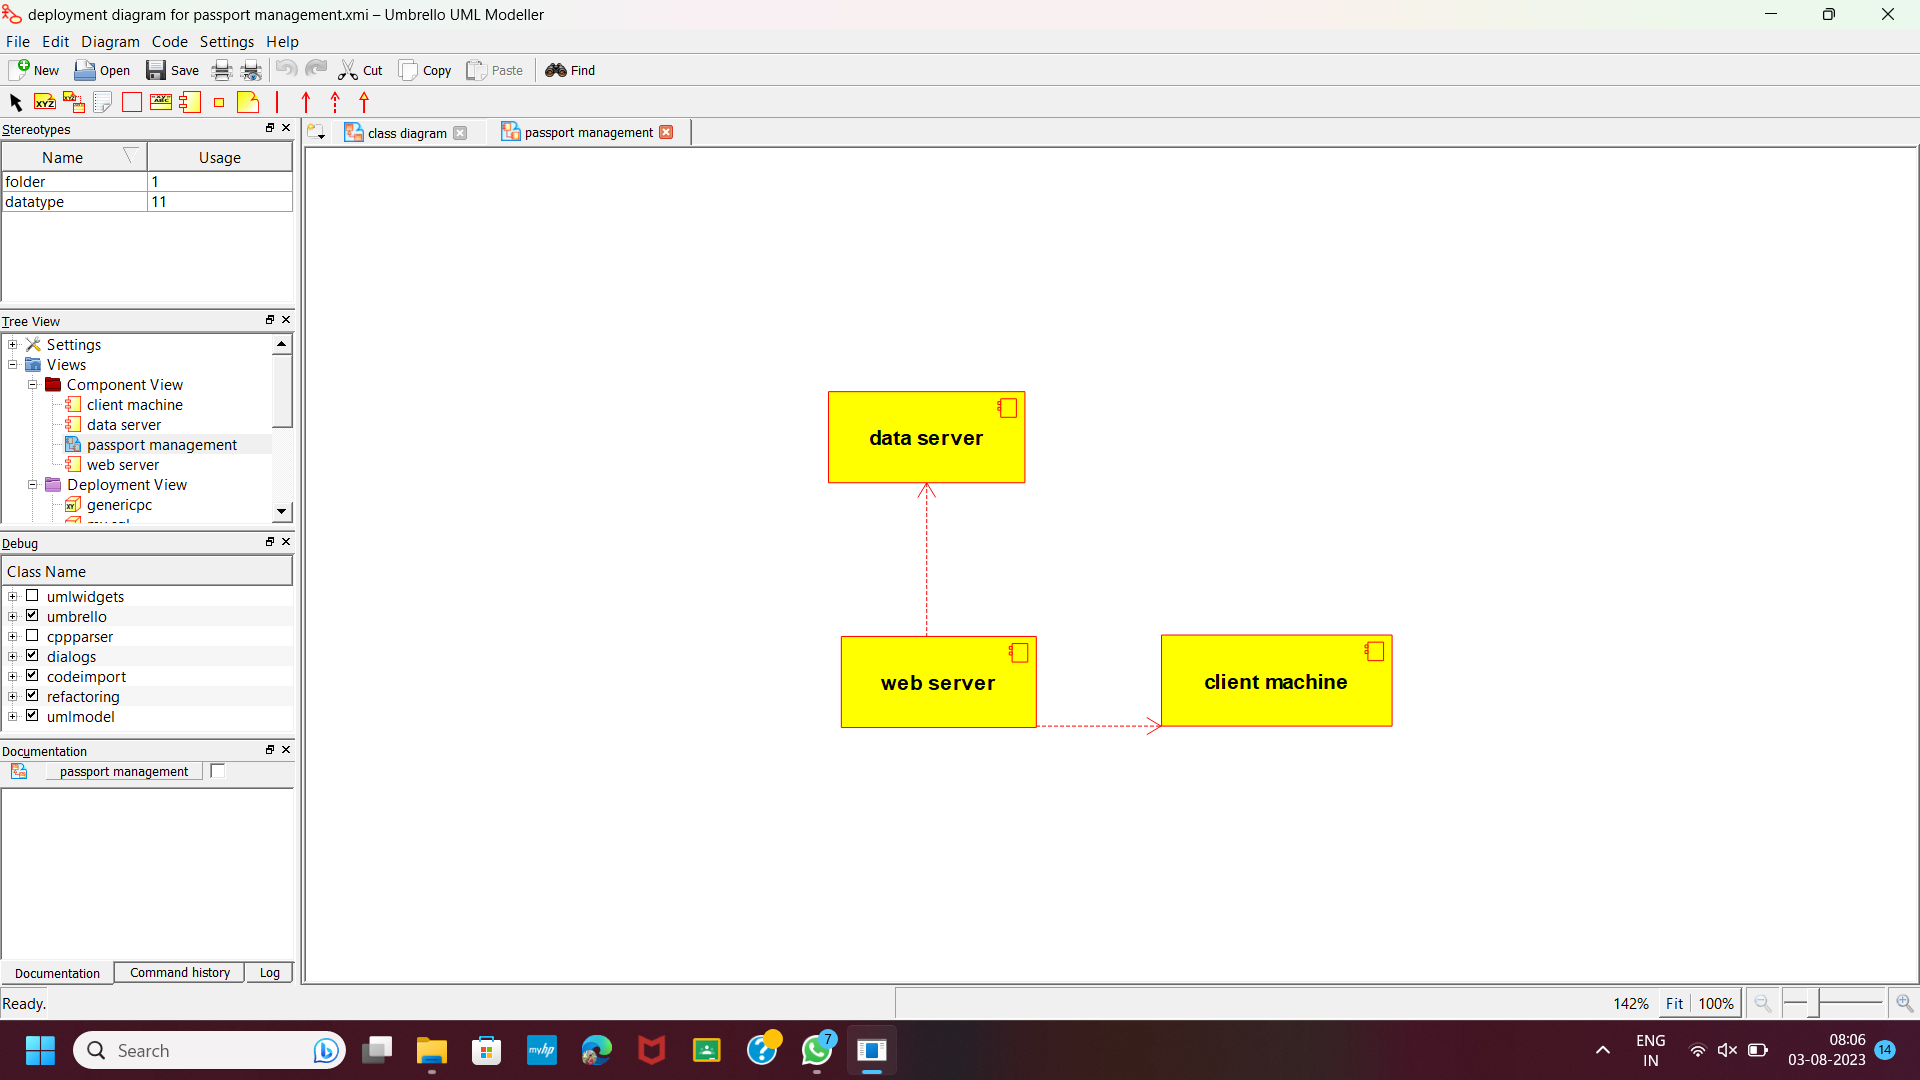 deployment diagram for passport management.xmi – Umbrello UML Modeller
File Edit Diagram Code Settings Help
New Open Save Cut Copy Paste Find
Stereotypes
class diagram passport management
Name Usage
folder 1
datatype 11
Tree View
Settings
Views
Component View
client machine
data server
passport management
web server
Deployment View
genericpc
data server
web server
client machine
Debug
Class Name
umlwidgets
umbrello
cppparser
dialogs
codeimport
refactoring
umlmodel
Documentation
passport management
Documentation Command history Log
Ready. 142% Fit 100%
Search
myhp
7
ENG
IN
08:06
03-08-2023
14